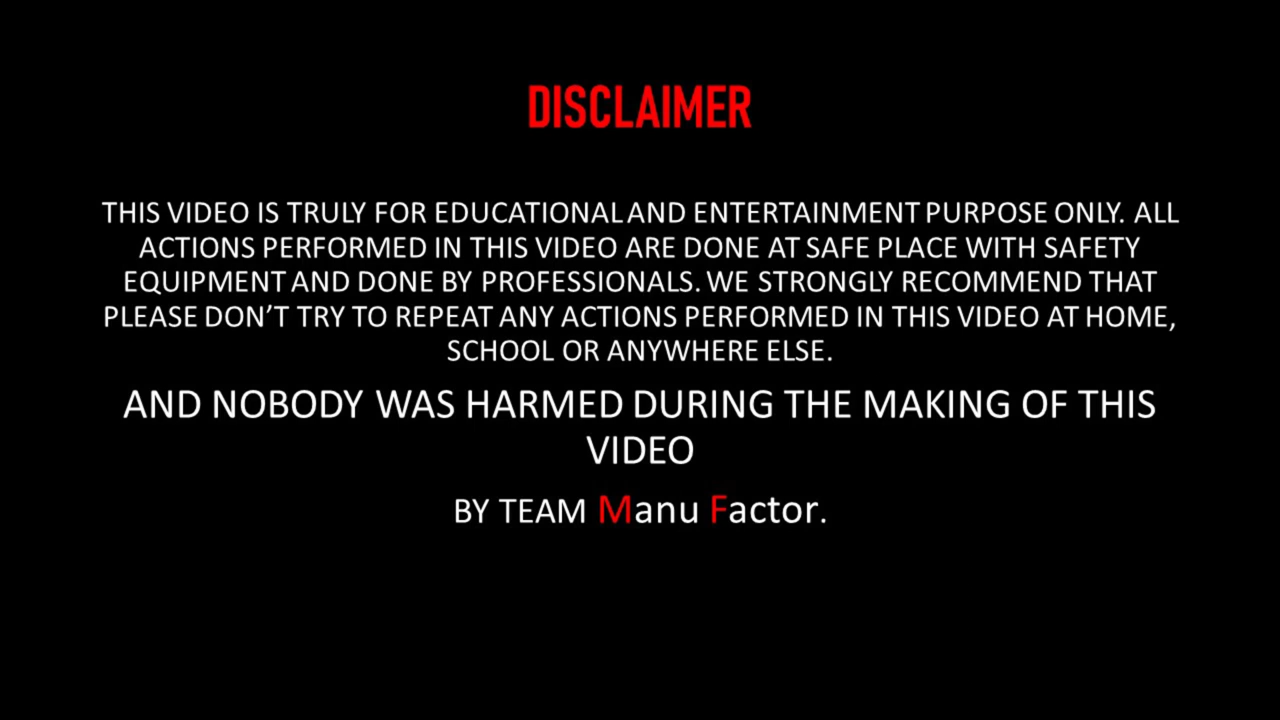 DISCLAIMER
THIS VIDEO IS TRULY FOR EDUCATIONAL AND ENTERTAINMENT PURPOSE ONLY. ALL
ACTIONS PERFORMED IN THIS VIDEO ARE DONE AT SAFE PLACE WITH SAFETY
EQUIPMENT AND DONE BY PROFESSIONALS. WE STRONGLY RECOMMEND THAT
PLEASE DON’T TRY TO REPEAT ANY ACTIONS PERFORMED IN THIS VIDEO AT HOME,
SCHOOL OR ANYWHERE ELSE.
AND NOBODY WAS HARMED DURING THE MAKING OF THIS
VIDEO
BY TEAM Manu Factor.